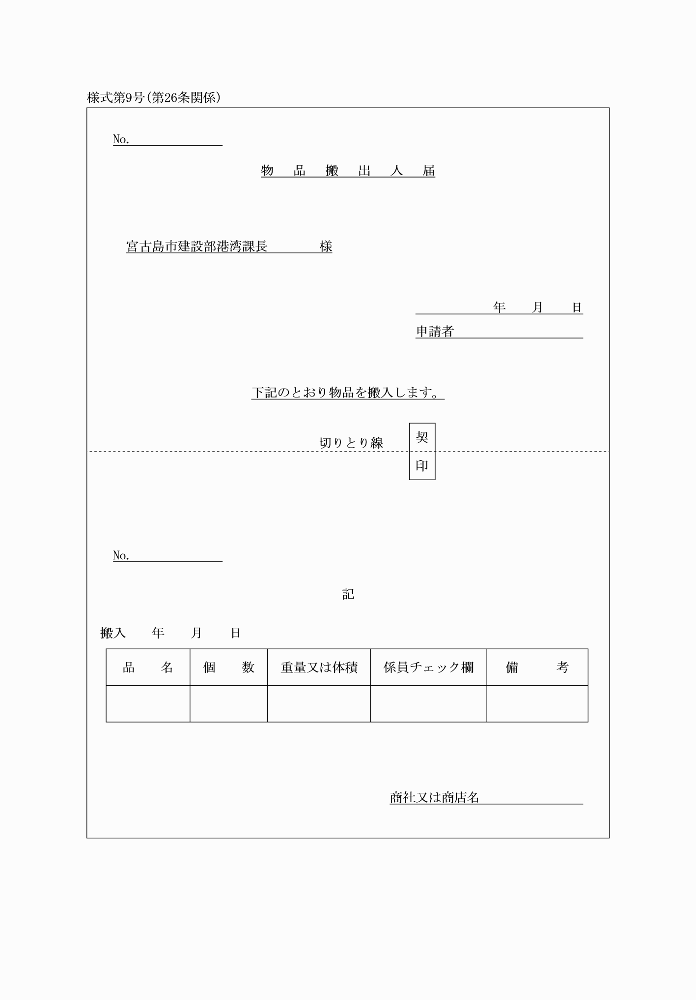 様式第9号(第26条関係)
No.
物　品　搬　出　入　届
宮古島市建設部港湾課長　　　　様
年　　月　　日
申請者
下記のとおり物品を搬入します。
切りとり線
契
印
No.
記
搬入　　年　　月　　日
品　　名　個　　数　重量又は体積　係員チェック欄　備　　　考
商社又は商店名